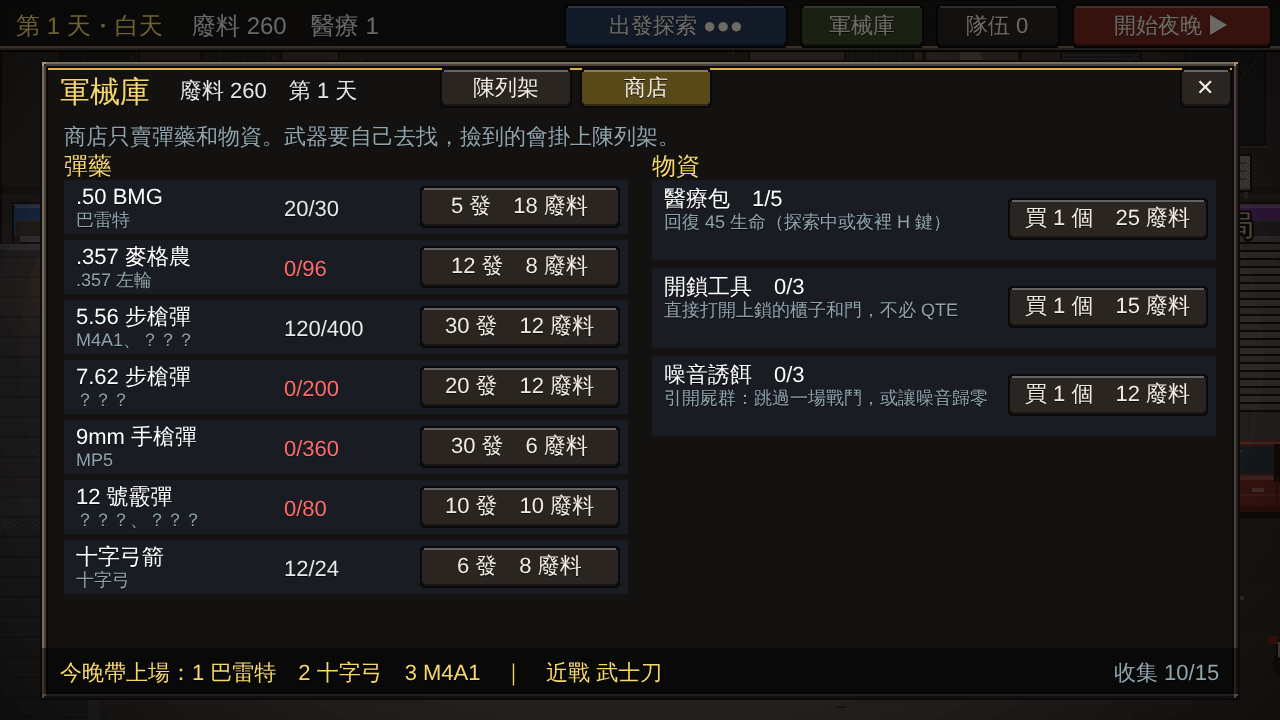 第 1 天・白天 廢料 260 醫療 1 出發探索 ●●● 軍械庫 隊伍 0 開始夜晚 ▶
軍械庫 廢料 260 第 1 天 陳列架 商店 ×
商店只賣彈藥和物資。武器要自己去找，撿到的會掛上陳列架。
彈藥
.50 BMG 20/30 5 發 18 廢料
巴雷特
.357 麥格農 0/96 12 發 8 廢料
.357 左輪
5.56 步槍彈 120/400 30 發 12 廢料
M4A1、？？？
7.62 步槍彈 0/200 20 發 12 廢料
？？？
9mm 手槍彈 0/360 30 發 6 廢料
MP5
12 號霰彈 0/80 10 發 10 廢料
？？？、？？？
十字弓箭 12/24 6 發 8 廢料
十字弓
物資
醫療包 1/5 買 1 個 25 廢料
回復 45 生命（探索中或夜裡 H 鍵）
開鎖工具 0/3 買 1 個 15 廢料
直接打開上鎖的櫃子和門，不必 QTE
噪音誘餌 0/3 買 1 個 12 廢料
引開屍群：跳過一場戰鬥，或讓噪音歸零
今晚帶上場：1 巴雷特 2 十字弓 3 M4A1 ｜ 近戰 武士刀
收集 10/15